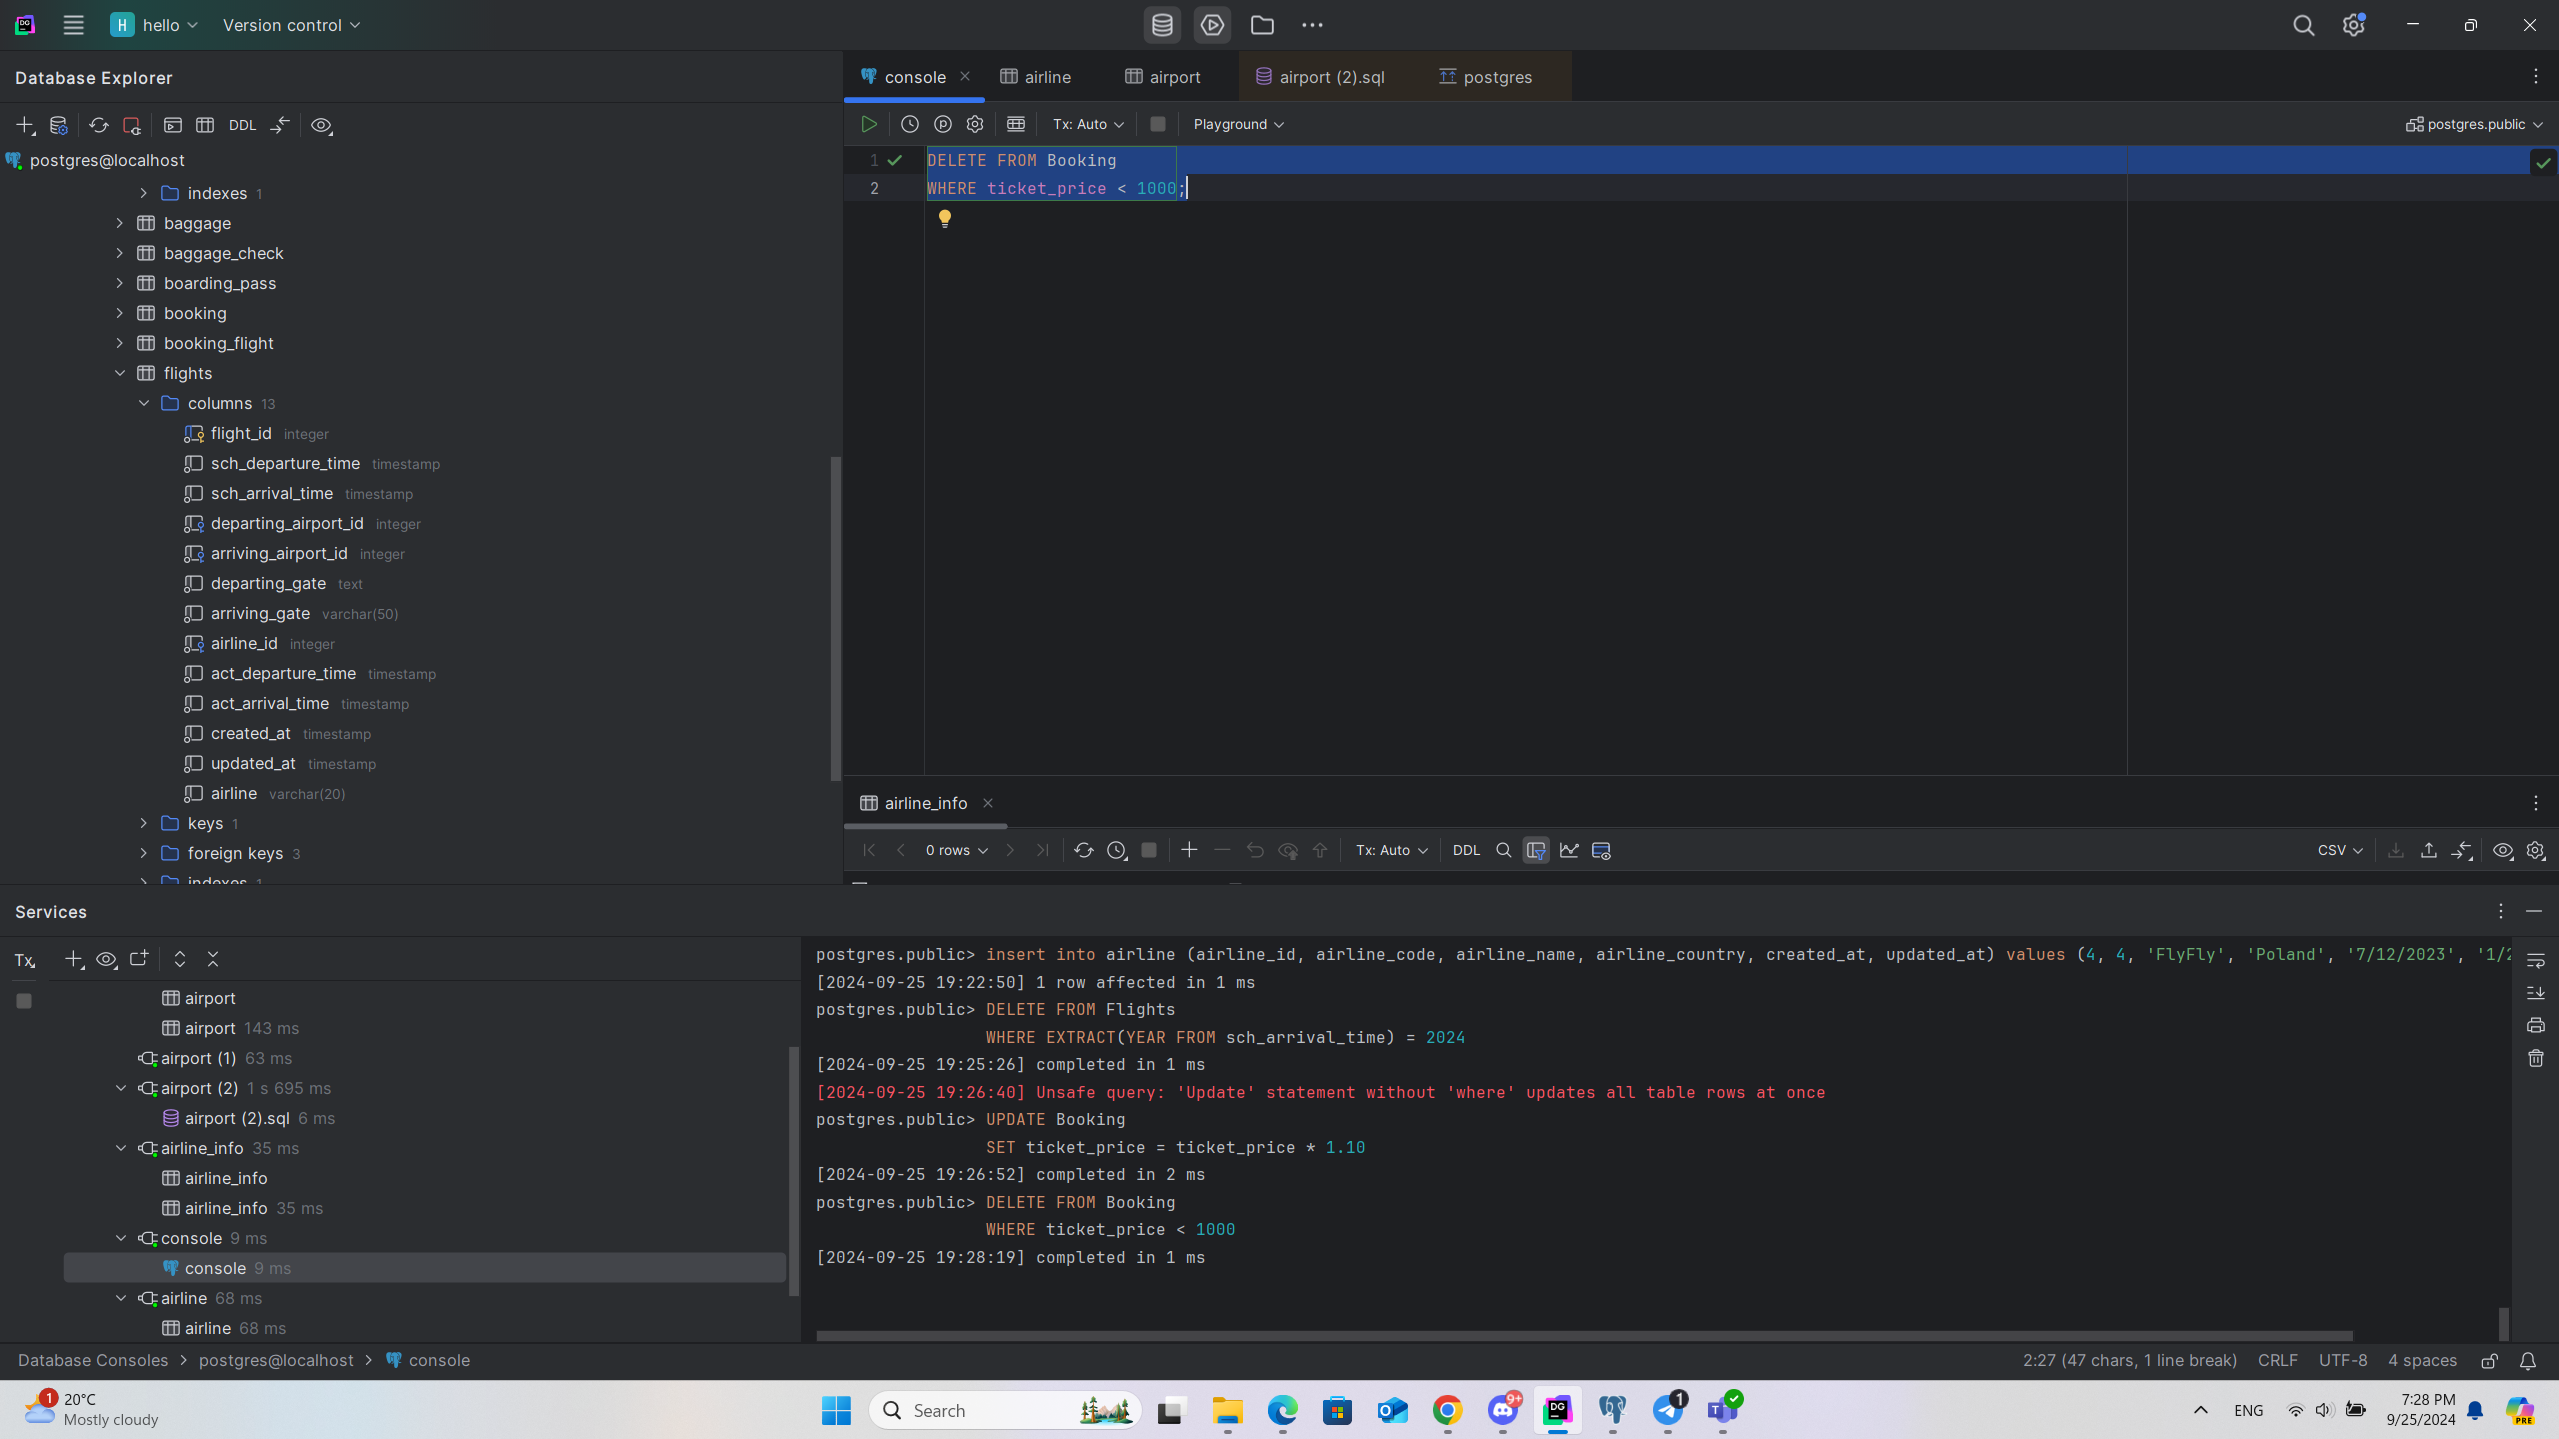 H hello Version control
Database Explorer
console airline airport airport (2).sql postgres
DDL
Tx: Auto Playground postgres.public
postgres@localhost
indexes 1
baggage
baggage_check
boarding_pass
booking
booking_flight
flights
columns 13
flight_id integer
sch_departure_time timestamp
sch_arrival_time timestamp
departing_airport_id integer
arriving_airport_id integer
departing_gate text
arriving_gate varchar(50)
airline_id integer
act_departure_time timestamp
act_arrival_time timestamp
created_at timestamp
updated_at timestamp
airline varchar(20)
keys 1
foreign keys 3
indexes 1
1 DELETE FROM Booking
2 WHERE ticket_price < 1000;
airline_info
0 rows Tx: Auto DDL CSV
Services
Tx
airport
airport 143 ms
airport (1) 63 ms
airport (2) 1 s 695 ms
airport (2).sql 6 ms
airline_info 35 ms
airline_info
airline_info 35 ms
console 9 ms
console 9 ms
airline 68 ms
airline 68 ms
postgres.public> insert into airline (airline_id, airline_code, airline_name, airline_country, created_at, updated_at) values (4, 4, 'FlyFly', 'Poland', '7/12/2023', '1/2
[2024-09-25 19:22:50] 1 row affected in 1 ms
postgres.public> DELETE FROM Flights
WHERE EXTRACT(YEAR FROM sch_arrival_time) = 2024
[2024-09-25 19:25:26] completed in 1 ms
[2024-09-25 19:26:40] Unsafe query: 'Update' statement without 'where' updates all table rows at once
postgres.public> UPDATE Booking
SET ticket_price = ticket_price * 1.10
[2024-09-25 19:26:52] completed in 2 ms
postgres.public> DELETE FROM Booking
WHERE ticket_price < 1000
[2024-09-25 19:28:19] completed in 1 ms
Database Consoles > postgres@localhost > console
2:27 (47 chars, 1 line break) CRLF UTF-8 4 spaces
1 20°C
Mostly cloudy
Search
9+
DG
1
T
ENG
7:28 PM
9/25/2024
PRE